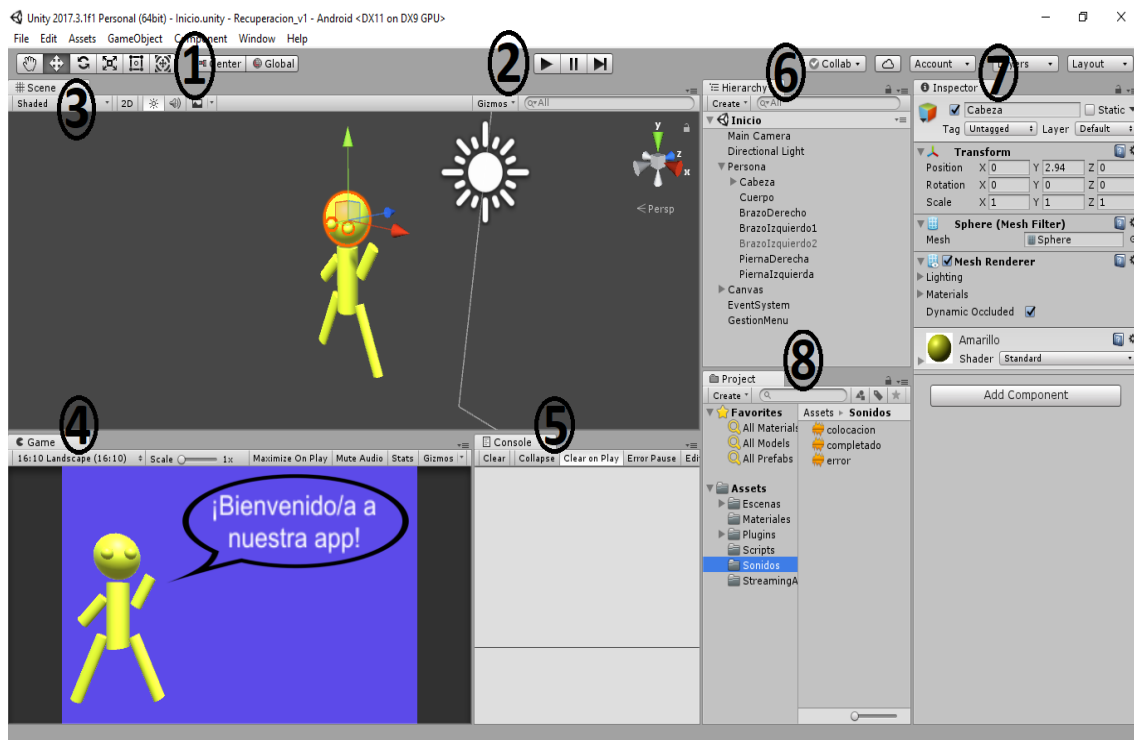 Unity 2017.3.1f1 Personal (64bit) - Inicio.unity - Recuperacion_v1 - Android <DX11 on DX9 GPU>
File Edit Assets GameObject Component Window Help
1 Center Global
2
6 Collab
Account
7 Layers
Layout
Scene
Shaded
3
2D
Gizmos
All
Persp
y
z
x
Game
4
16:10 Landscape (16:10)
Scale 1x
Maximize On Play
Mute Audio
Stats
Gizmos
¡Bienvenido/a a
nuestra app!
Console
5
Clear
Collapse
Clear on Play
Error Pause
Hierarchy
Create
All
Inicio
Main Camera
Directional Light
Persona
Cabeza
Cuerpo
BrazoDerecho
BrazoIzquierdo1
BrazoIzquierdo2
PiernaDerecha
PiernaIzquierda
Canvas
EventSystem
GestionMenu
8
Project
Create
Favorites
All Materials
All Models
All Prefabs
Assets
Escenas
Materiales
Plugins
Scripts
Sonidos
StreamingA
Assets Sonidos
colocacion
completado
error
Inspector
Cabeza
Static
Tag Untagged Layer Default
Transform
Position X 0 Y 2.94 Z 0
Rotation X 0 Y 0 Z 0
Scale X 1 Y 1 Z 1
Sphere (Mesh Filter)
Mesh Sphere
Mesh Renderer
Lighting
Materials
Dynamic Occluded
Amarillo
Shader Standard
Add Component